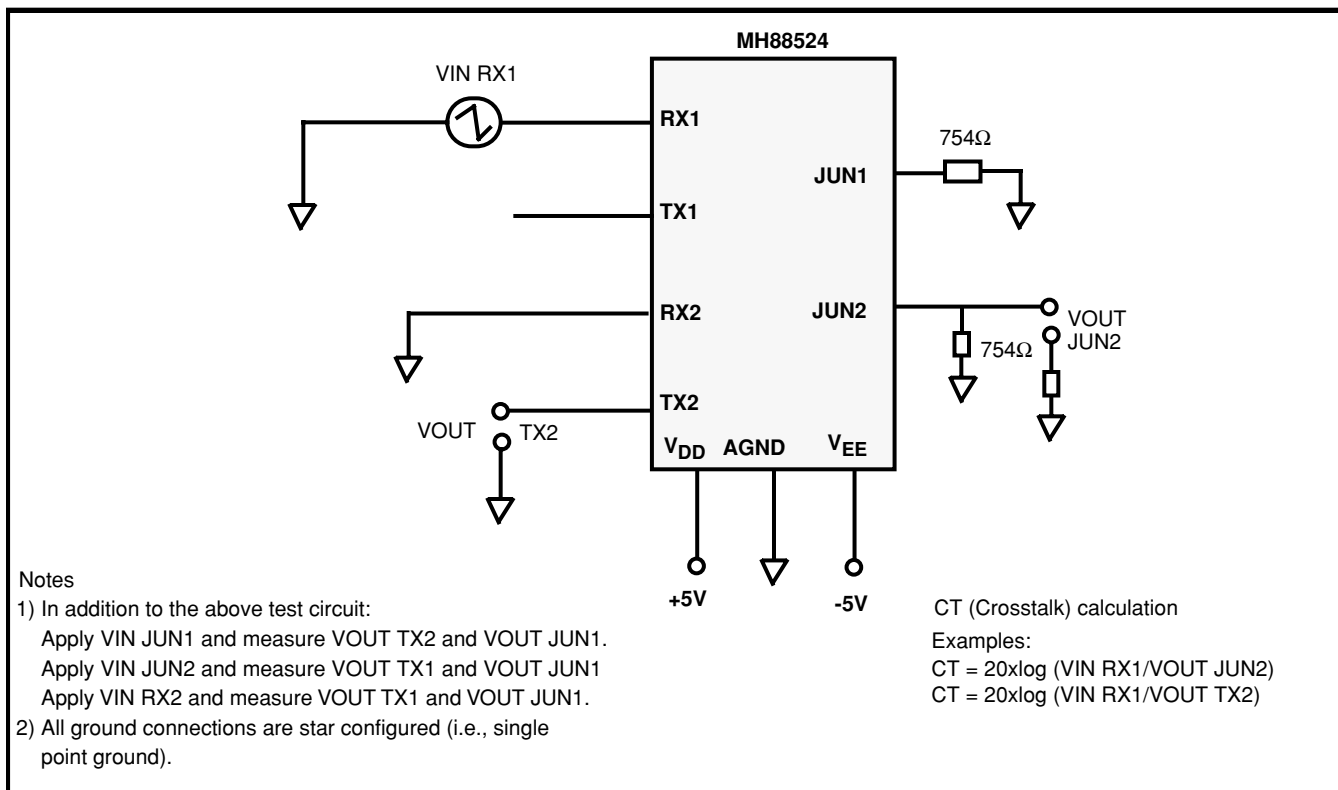 MH88524
VIN RX1
RX1
754Ω
JUN1
TX1
RX2
JUN2
VOUT
JUN2
754Ω
TX2
VOUT
TX2
VDD AGND VEE
+5V
-5V
Notes
1) In addition to the above test circuit:
Apply VIN JUN1 and measure VOUT TX2 and VOUT JUN1.
Apply VIN JUN2 and measure VOUT TX1 and VOUT JUN1
Apply VIN RX2 and measure VOUT TX1 and VOUT JUN1.
2) All ground connections are star configured (i.e., single
point ground).
CT (Crosstalk) calculation
Examples:
CT = 20xlog (VIN RX1/VOUT JUN2)
CT = 20xlog (VIN RX1/VOUT TX2)